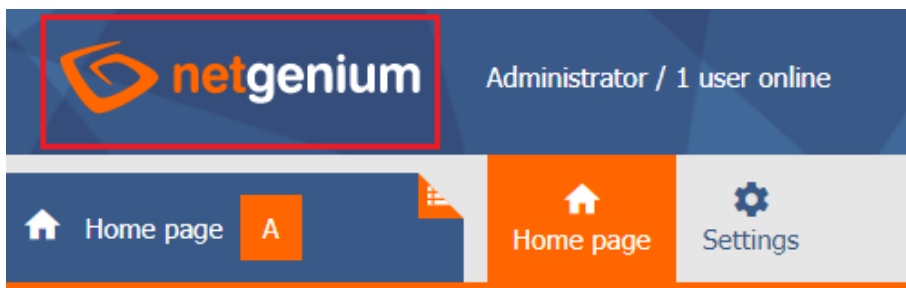 netgenium
Administrator / 1 user online
Home page A
Home page
Settings